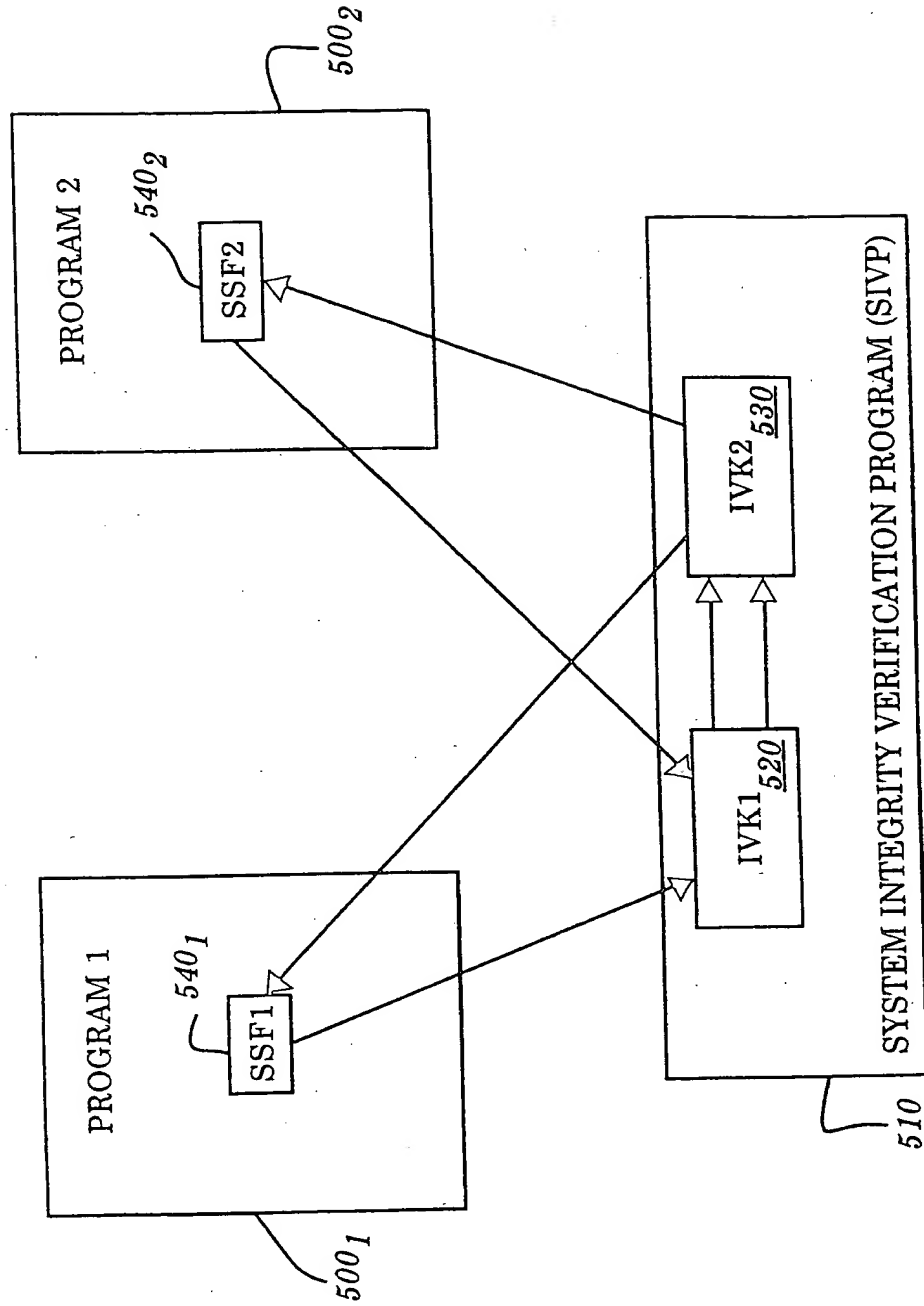 PROGRAM 1
540₁
SSF1
500₁
PROGRAM 2
540₂
SSF2
500₂
IVK1
520
IVK2
530
SYSTEM INTEGRITY VERIFICATION PROGRAM (SIVP)
510